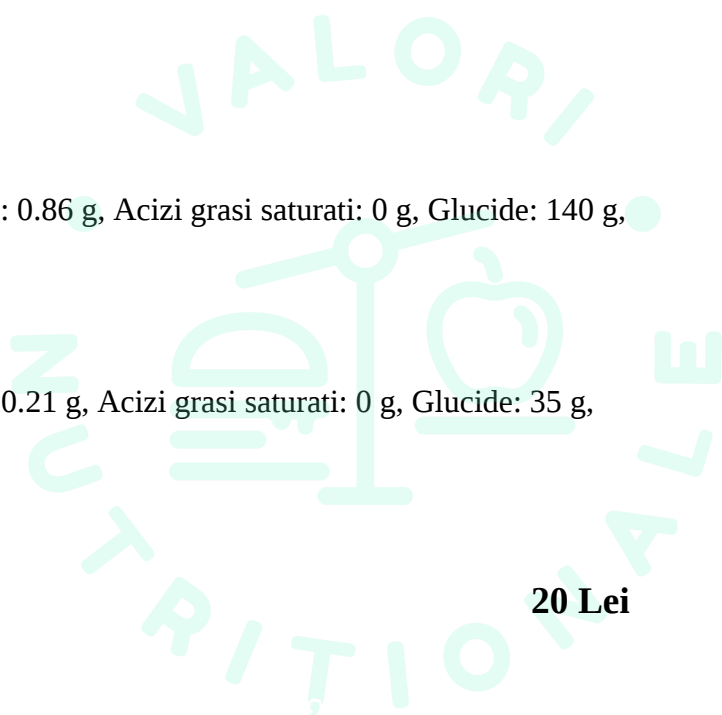 VALORI
: 0.86 g, Acizi grasi saturati: 0 g, Glucide: 140 g,
0.21 g, Acizi grasi saturati: 0 g, Glucide: 35 g,
20 Lei
NUTRIȚIONALE